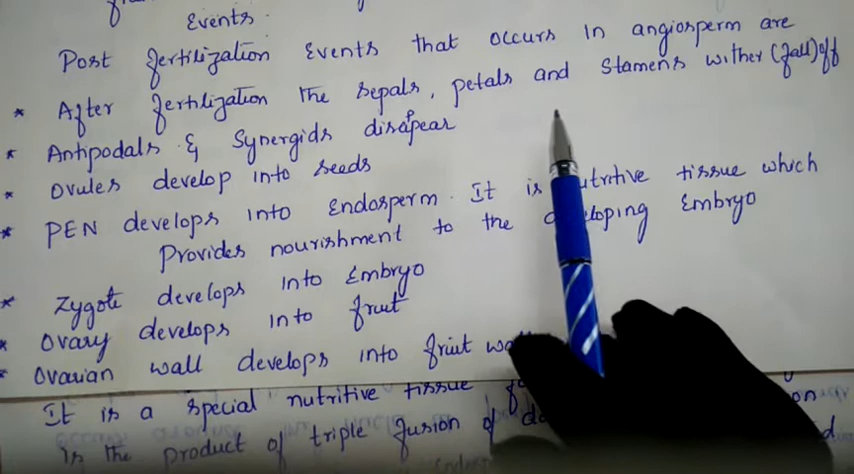 Events.
Post fertilization Events that occurs in angiosperm are
* After fertilization the sepals, petals and stamens wither (fall) off
* Antipodals & Synergids disappear
* Ovules develop into seeds
* PEN develops into Endosperm. It is nutritive tissue which
Provides nourishment to the developing Embryo
* Zygote develops into Embryo
* Ovary develops into fruit
* Ovarian wall develops into fruit
It is a special nutritive tissue
is the product of triple fusion of